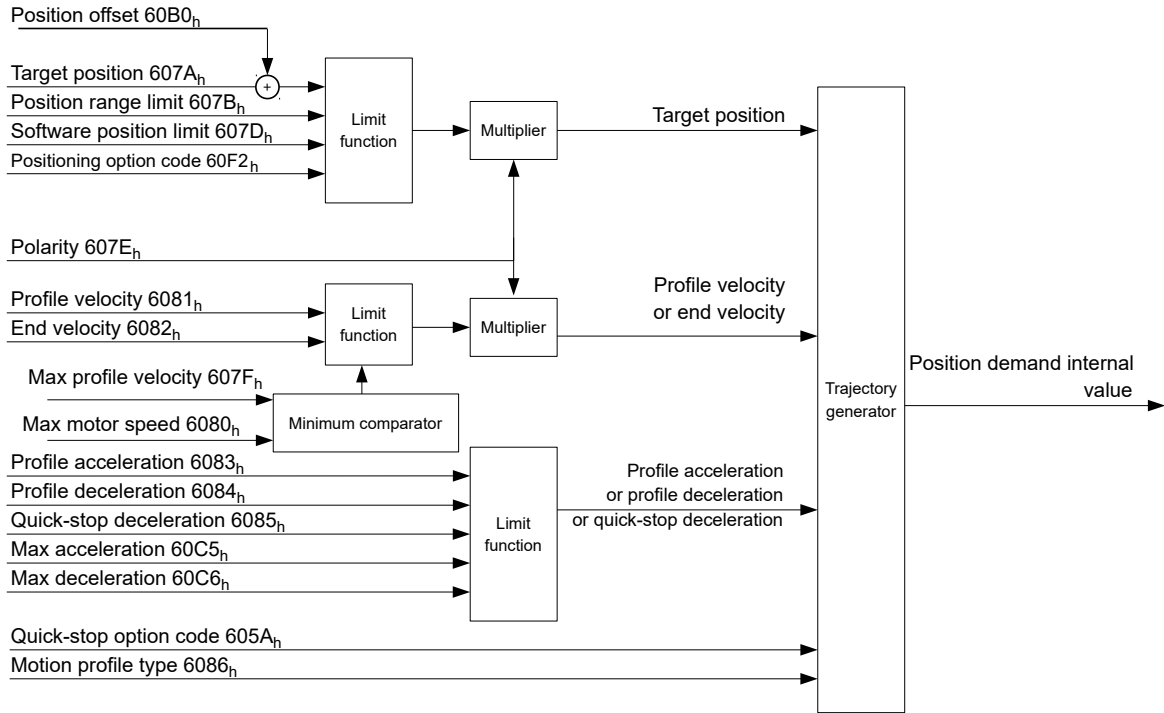 Position offset 60B0h
Target position 607Ah
+
Position range limit 607Bh
Software position limit 607Dh
Positioning option code 60F2h
Limit
function
Multiplier
Target position
Polarity 607Eh
Profile velocity 6081h
End velocity 6082h
Limit
function
Multiplier
Profile velocity
or end velocity
Max profile velocity 607Fh
Max motor speed 6080h
Minimum comparator
Profile acceleration 6083h
Profile deceleration 6084h
Quick-stop deceleration 6085h
Max acceleration 60C5h
Max deceleration 60C6h
Limit
function
Profile acceleration
or profile deceleration
or quick-stop deceleration
Quick-stop option code 605Ah
Motion profile type 6086h
Trajectory
generator
Position demand internal
value